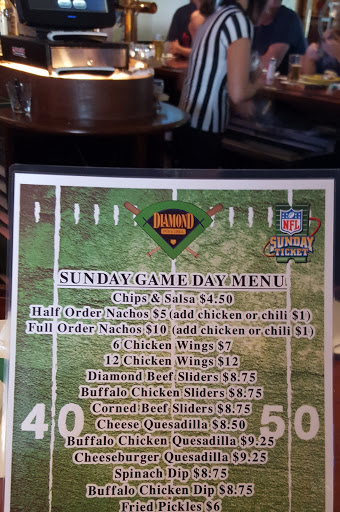 DIAMOND
NFL
SUNDAY
TICKET
SUNDAY GAME DAY MENU
Chips & Salsa $4.50
Half Order Nachos $5 (add chicken or chili $1)
Full Order Nachos $10 (add chicken or chili $1)
6 Chicken Wings $7
12 Chicken Wings $12
Diamond Beef Sliders $8.75
Buffalo Chicken Sliders $8.75
Corned Beef Sliders $8.75
40 50
Cheese Quesadilla $8.50
Buffalo Chicken Quesadilla $9.25
Cheeseburger Quesadilla $9.25
Spinach Dip $8.75
Buffalo Chicken Dip $8.75
Fried Pickles $6